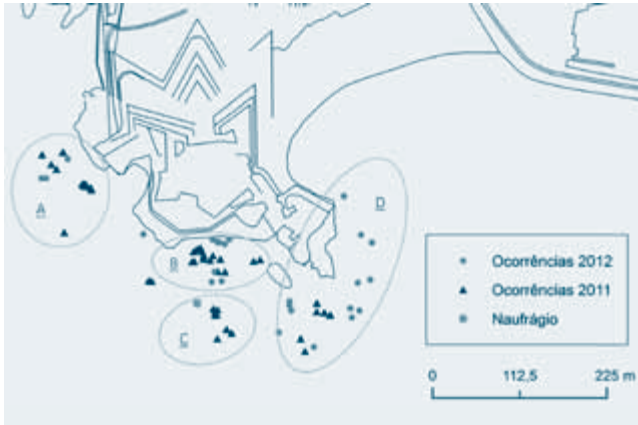 A
D
B
C
Ocorrências 2012
Ocorrências 2011
Naufrágio
0 112,5 225 m